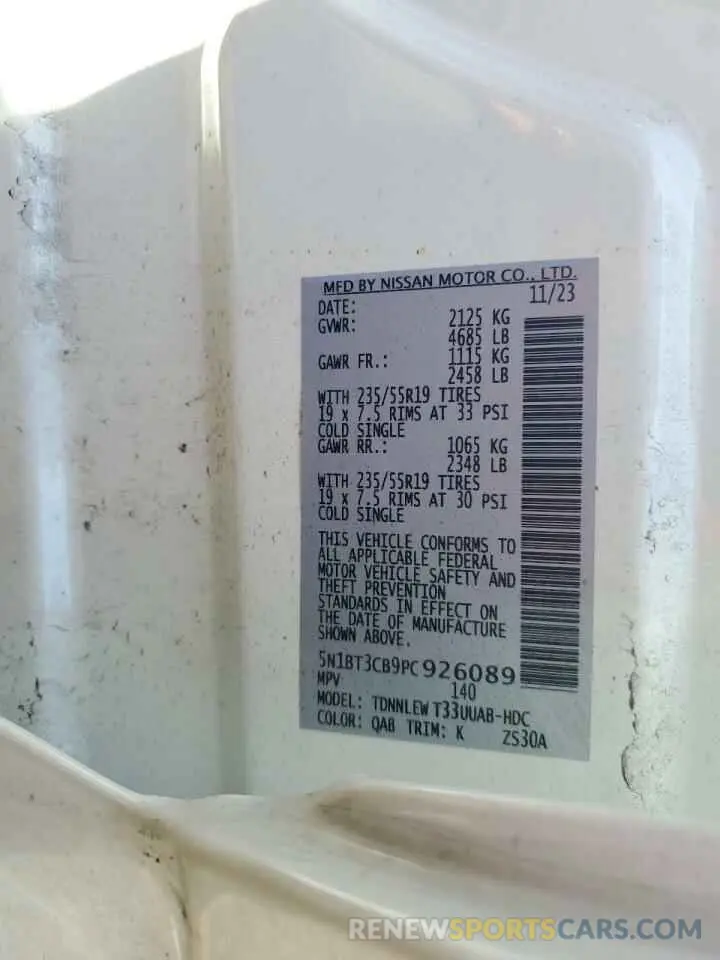 MFD BY NISSAN MOTOR CO., LTD.
DATE: 11/23
GVWR: 2125 KG
4685 LB
GAWR FR.: 1115 KG
2458 LB
WITH 235/55R19 TIRES
19 x 7.5 RIMS AT 33 PSI
COLD SINGLE
GAWR RR.: 1065 KG
2348 LB
WITH 235/55R19 TIRES
19 x 7.5 RIMS AT 30 PSI
COLD SINGLE
THIS VEHICLE CONFORMS TO
ALL APPLICABLE FEDERAL
MOTOR VEHICLE SAFETY AND
THEFT PREVENTION
STANDARDS IN EFFECT ON
THE DATE OF MANUFACTURE
SHOWN ABOVE.
5N1BT3CB9PC926089
MPV 140
MODEL: TDNNLEW T33UUAB-HDC
COLOR: QAB TRIM: K ZS30A
RENEWSPORTSCARS.COM